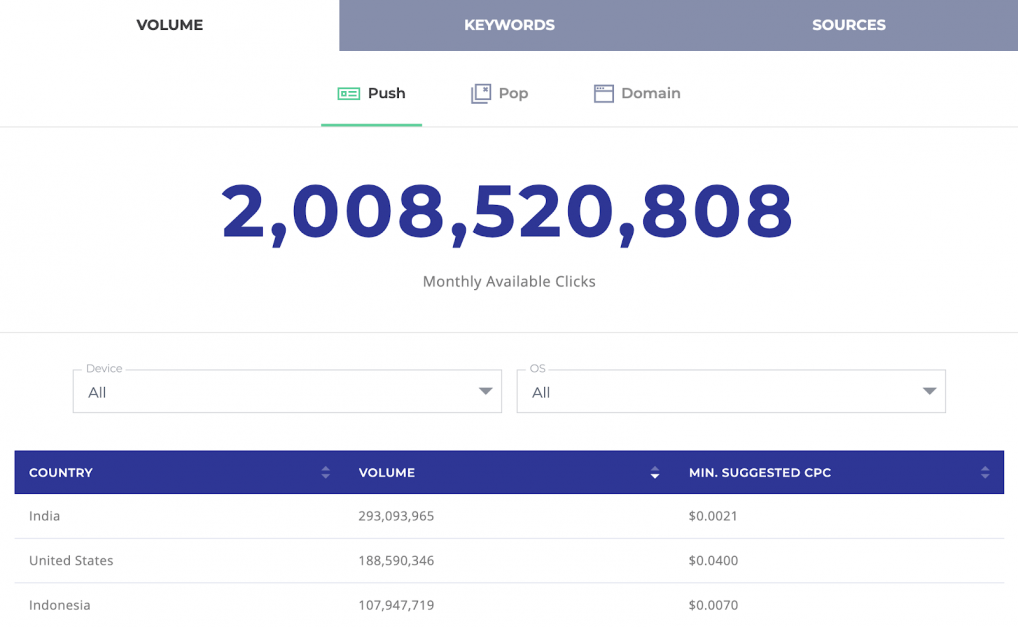 VOLUME KEYWORDS SOURCES
Push Pop Domain
2,008,520,808
Monthly Available Clicks
Device OS
All All
COUNTRY VOLUME MIN. SUGGESTED CPC
India 293,093,965 $0.0021
United States 188,590,346 $0.0400
Indonesia 107,947,719 $0.0070